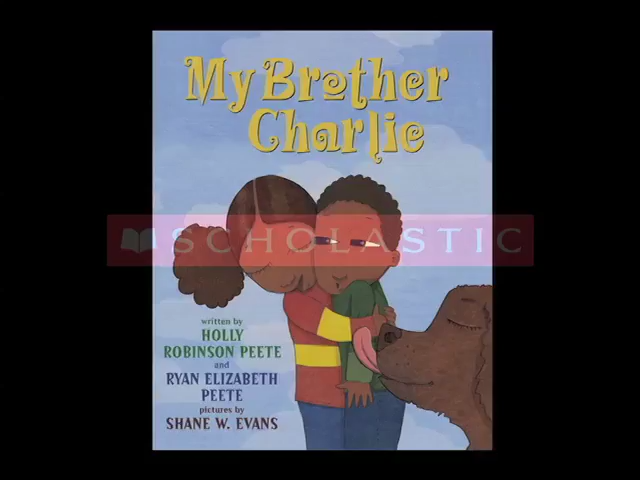 My Brother
Charlie
SCHOLASTIC
written by
HOLLY
ROBINSON PEETE
and
RYAN ELIZABETH
PEETE
pictures by
SHANE W. EVANS